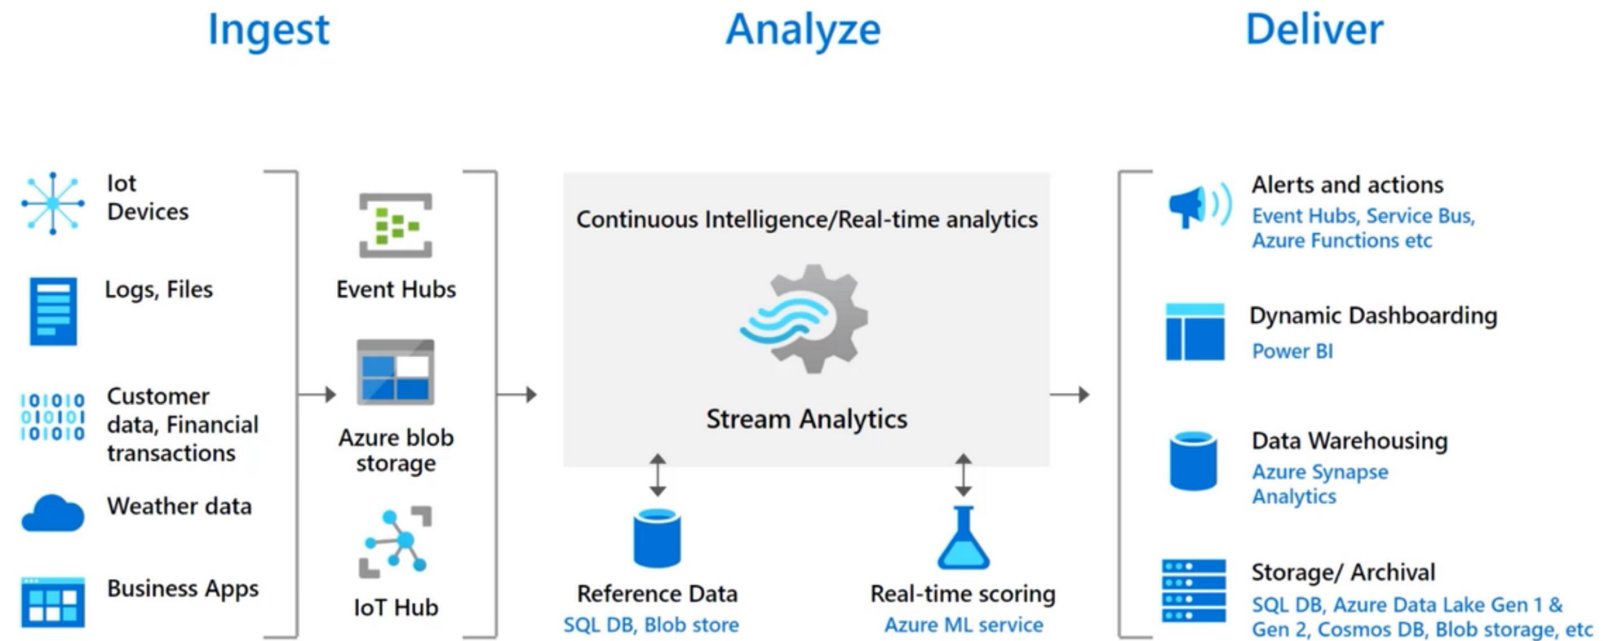 Ingest
Analyze
Deliver
Iot
Devices
Logs, Files
Customer
data, Financial
transactions
Weather data
Business Apps
Event Hubs
Azure blob
storage
IoT Hub
Continuous Intelligence/Real-time analytics
Stream Analytics
Reference Data
SQL DB, Blob store
Real-time scoring
Azure ML service
Alerts and actions
Event Hubs, Service Bus,
Azure Functions etc
Dynamic Dashboarding
Power BI
Data Warehousing
Azure Synapse
Analytics
Storage/ Archival
SQL DB, Azure Data Lake Gen 1 &
Gen 2, Cosmos DB, Blob storage, etc